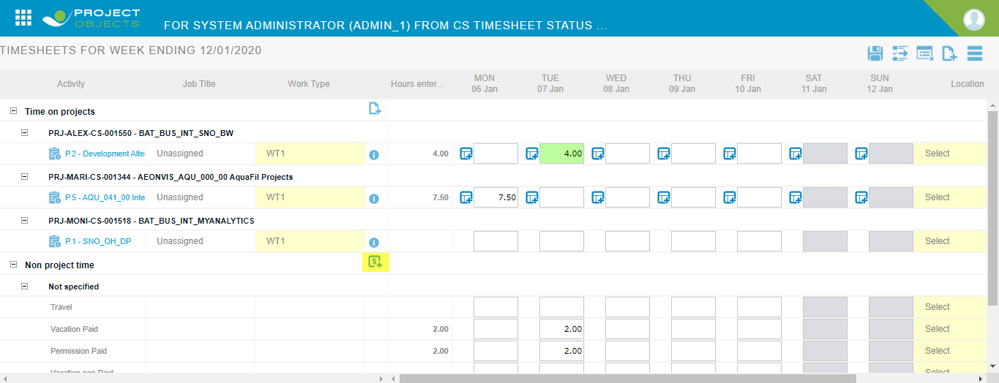 PROJECT
OBJECTS
FOR SYSTEM ADMINISTRATOR (ADMIN_1) FROM CS TIMESHEET STATUS ...
TIMESHEETS FOR WEEK ENDING 12/01/2020
Activity Job Title Work Type Hours enter... MON 06 Jan TUE 07 Jan WED 08 Jan THU 09 Jan FRI 10 Jan SAT 11 Jan SUN 12 Jan Location
Time on projects
PRJ-ALEX-CS-001550 - BAT_BUS_INT_SNO_BW
P.2 - Development Alte Unassigned WT1 4.00 4.00 Select
PRJ-MARI-CS-001344 - AEONVIS_AQU_000_00 AquaFil Projects
P.5 - AQU_041_00 Inte Unassigned WT1 7.50 7.50 Select
PRJ-MONI-CS-001518 - BAT_BUS_INT_MYANALYTICS
P.1 - SNO_OH_DP Unassigned WT1 Select
Non project time
Not specified
Travel Select
Vacation Paid 2.00 2.00 Select
Permission Paid 2.00 2.00 Select
Vacation non Paid Select